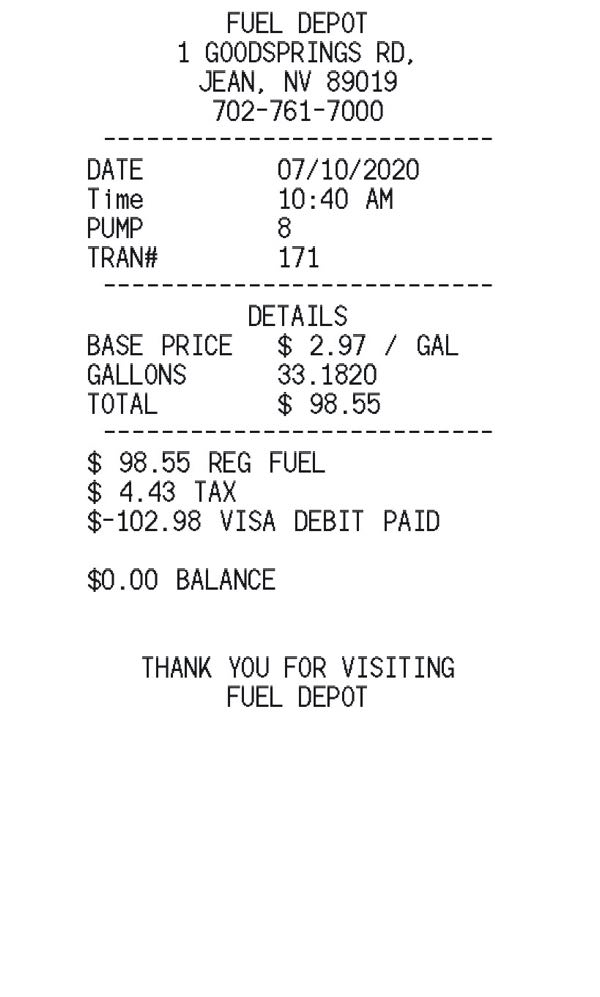 FUEL DEPOT
1 GOODSPRINGS RD,
JEAN, NV 89019
702-761-7000
---------------------------
DATE 07/10/2020
Time 10:40 AM
PUMP 8
TRAN# 171
---------------------------
DETAILS
BASE PRICE $ 2.97 / GAL
GALLONS 33.1820
TOTAL $ 98.55
---------------------------
$ 98.55 REG FUEL
$ 4.43 TAX
$-102.98 VISA DEBIT PAID
$0.00 BALANCE
THANK YOU FOR VISITING
FUEL DEPOT